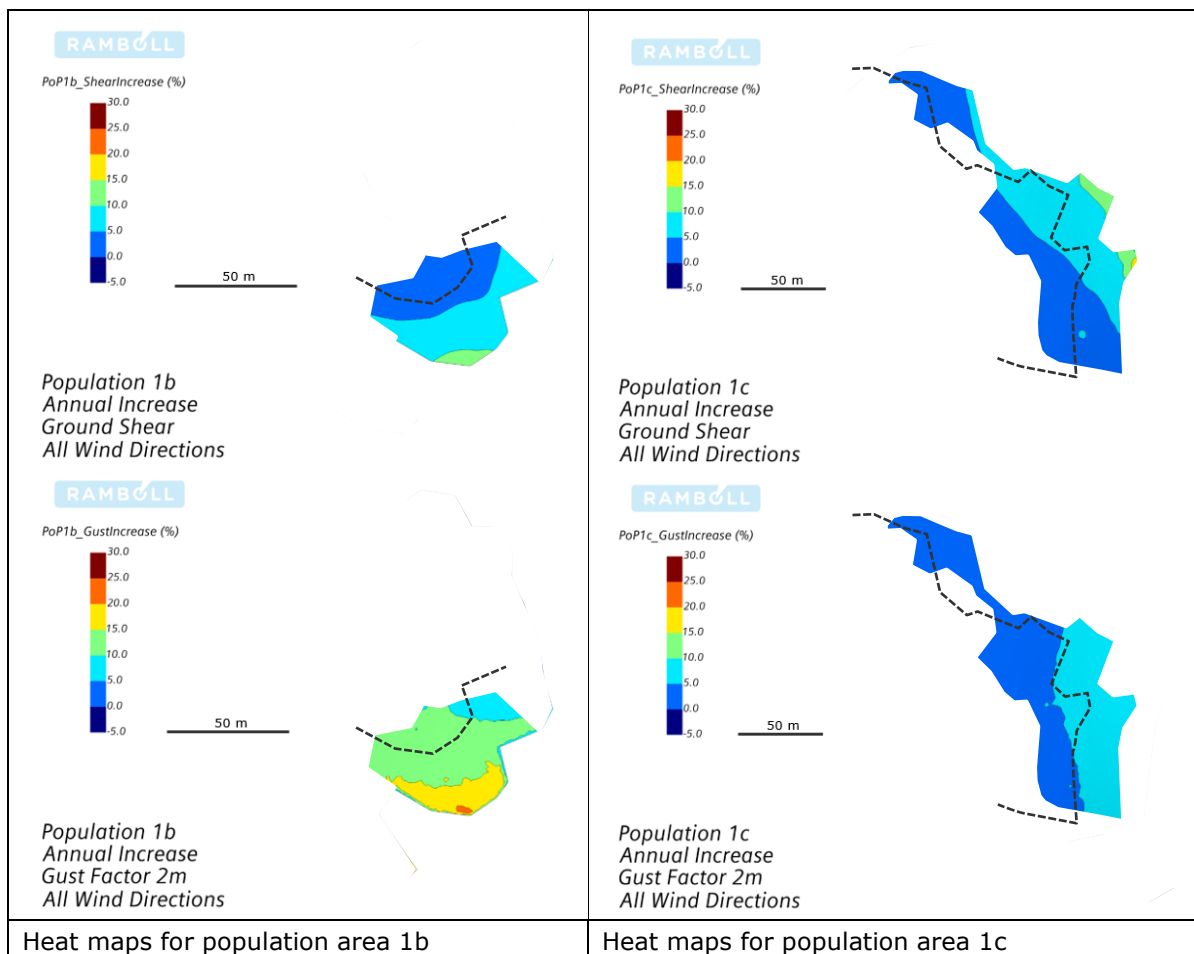 RAMBOLL
PoP1b_ShearIncrease (%)
30.0
25.0
20.0
15.0
10.0
5.0
0.0
-5.0
50 m
Population 1b
Annual Increase
Ground Shear
All Wind Directions
RAMBOLL
PoP1b_GustIncrease (%)
30.0
25.0
20.0
15.0
10.0
5.0
0.0
-5.0
50 m
Population 1b
Annual Increase
Gust Factor 2m
All Wind Directions
Heat maps for population area 1b
RAMBOLL
PoP1c_ShearIncrease (%)
30.0
25.0
20.0
15.0
10.0
5.0
0.0
-5.0
50 m
Population 1c
Annual Increase
Ground Shear
All Wind Directions
RAMBOLL
PoP1c_GustIncrease (%)
30.0
25.0
20.0
15.0
10.0
5.0
0.0
-5.0
50 m
Population 1c
Annual Increase
Gust Factor 2m
All Wind Directions
Heat maps for population area 1c